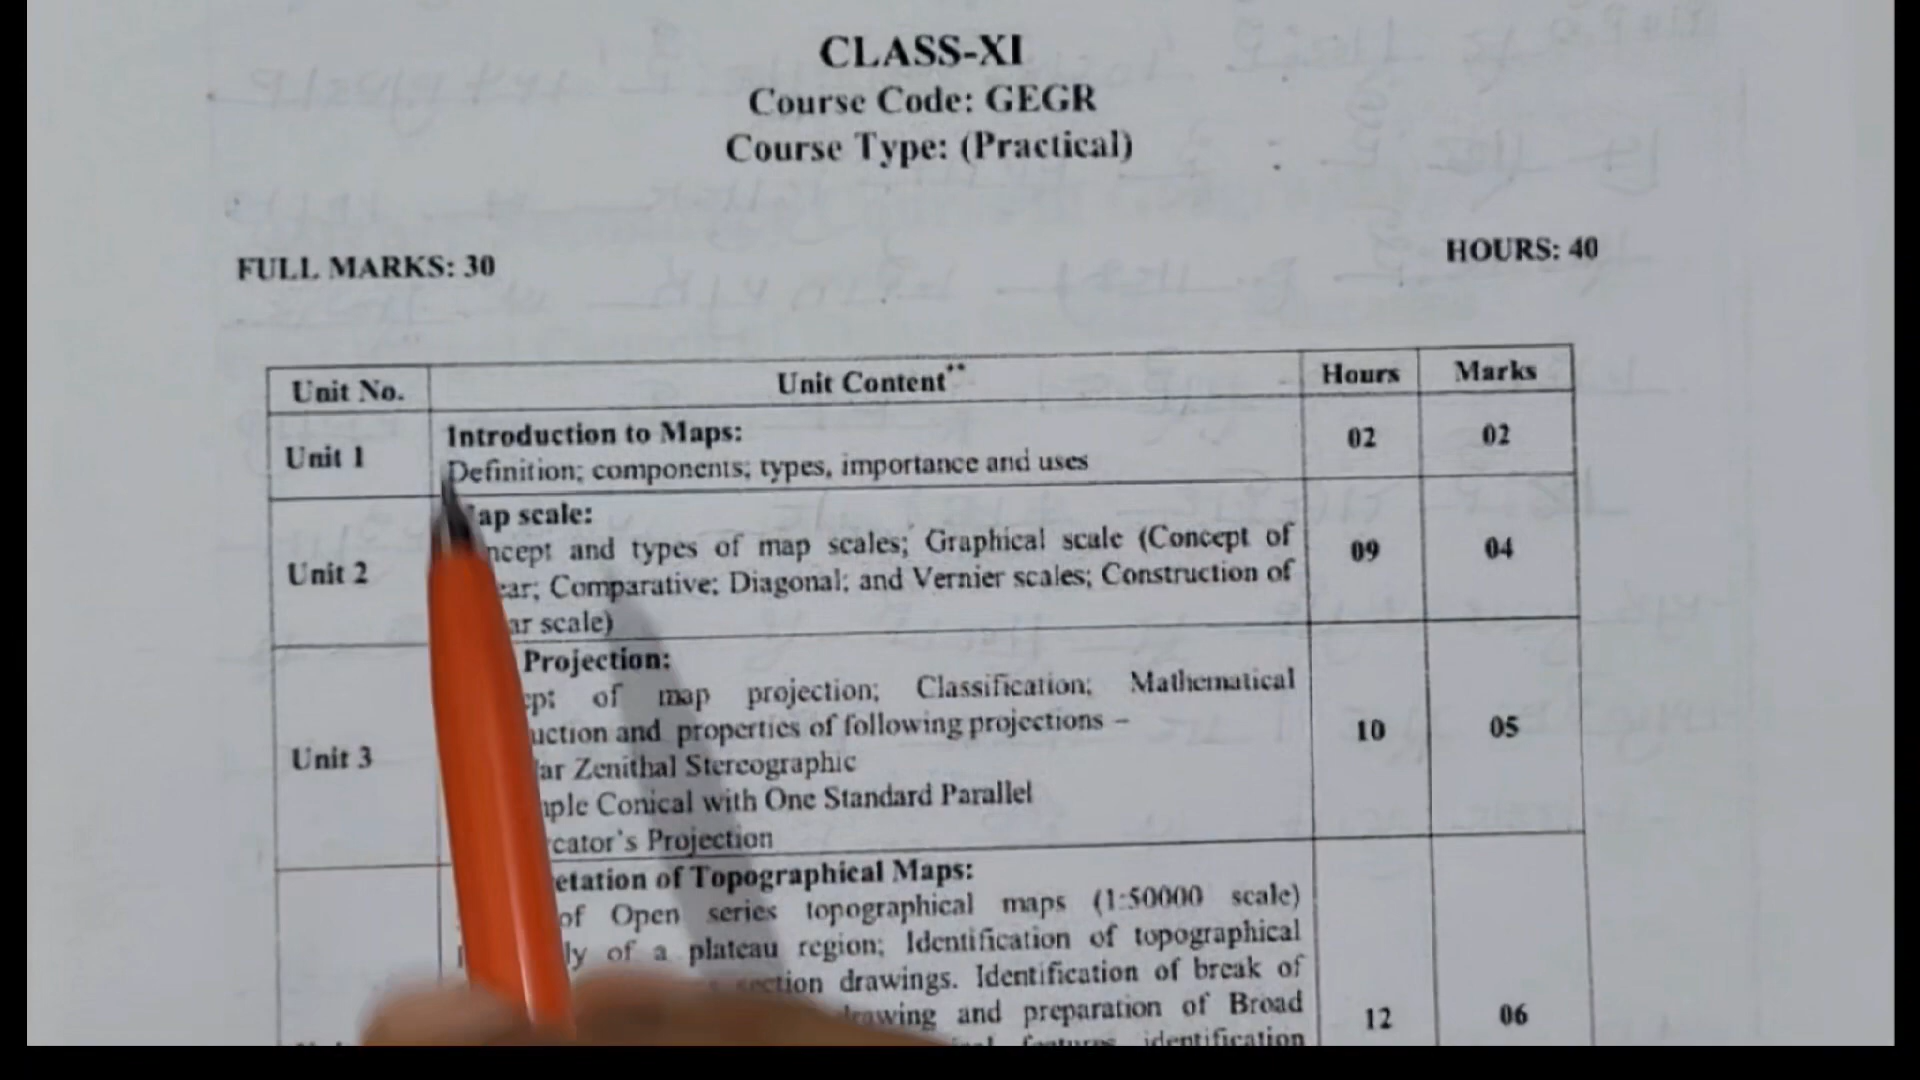 CLASS-XI
Course Code: GEGR
Course Type: (Practical)
FULL MARKS: 30
HOURS: 40
Unit No.
Unit Content**
Hours
Marks
Unit 1
Introduction to Maps:
Definition; components; types, importance and uses
02
02
Unit 2
ap scale:
ncept and types of map scales; Graphical scale (Concept of
ear; Comparative; Diagonal; and Vernier scales; Construction of
ar scale)
09
04
Unit 3
Projection:
ept of map projection; Classification; Mathematical
uction and properties of following projections –
lar Zenithal Stereographic
ple Conical with One Standard Parallel
cator's Projection
10
05
etation of Topographical Maps:
of Open series topographical maps (1:50000 scale)
ly of a plateau region; Identification of topographical
section drawings. Identification of break of
drawing and preparation of Broad
features identification
12
06